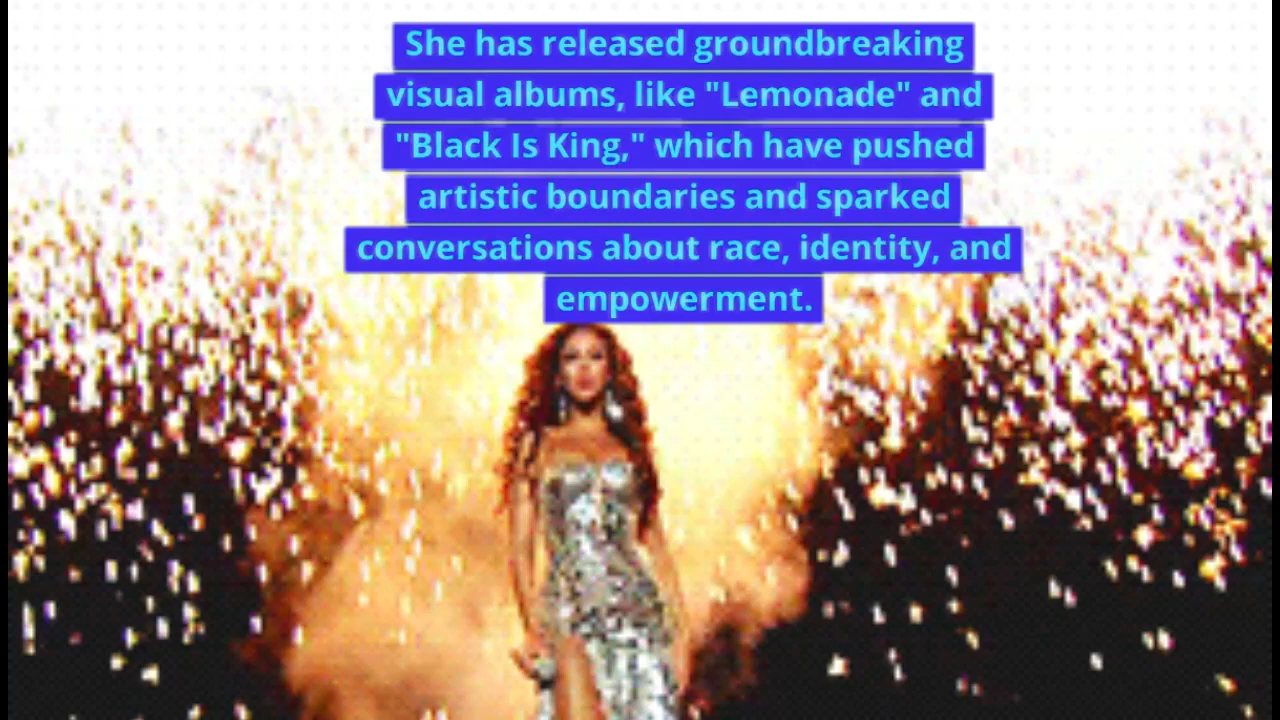 She has released groundbreaking
visual albums, like "Lemonade" and
"Black Is King," which have pushed
artistic boundaries and sparked
conversations about race, identity, and
empowerment.